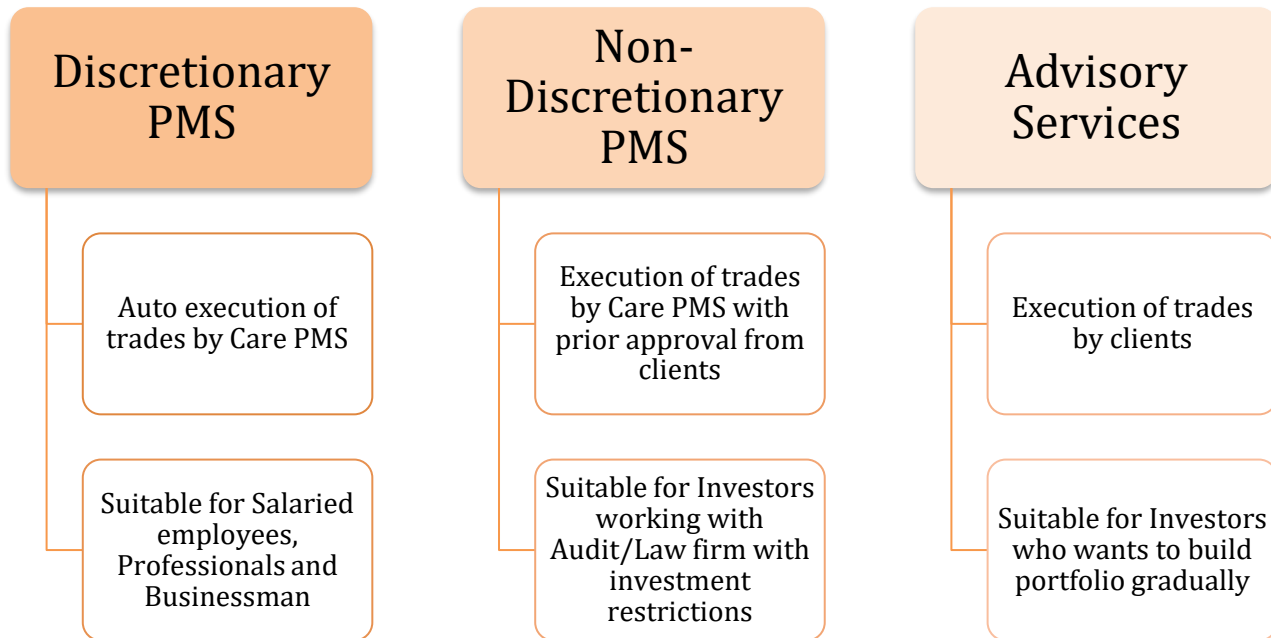 Discretionary
PMS
Auto execution of
trades by Care PMS
Suitable for Salaried
employees,
Professionals and
Businessman
Non-
Discretionary
PMS
Execution of trades
by Care PMS with
prior approval from
clients
Suitable for Investors
working with
Audit/Law firm with
investment
restrictions
Advisory
Services
Execution of trades
by clients
Suitable for Investors
who wants to build
portfolio gradually